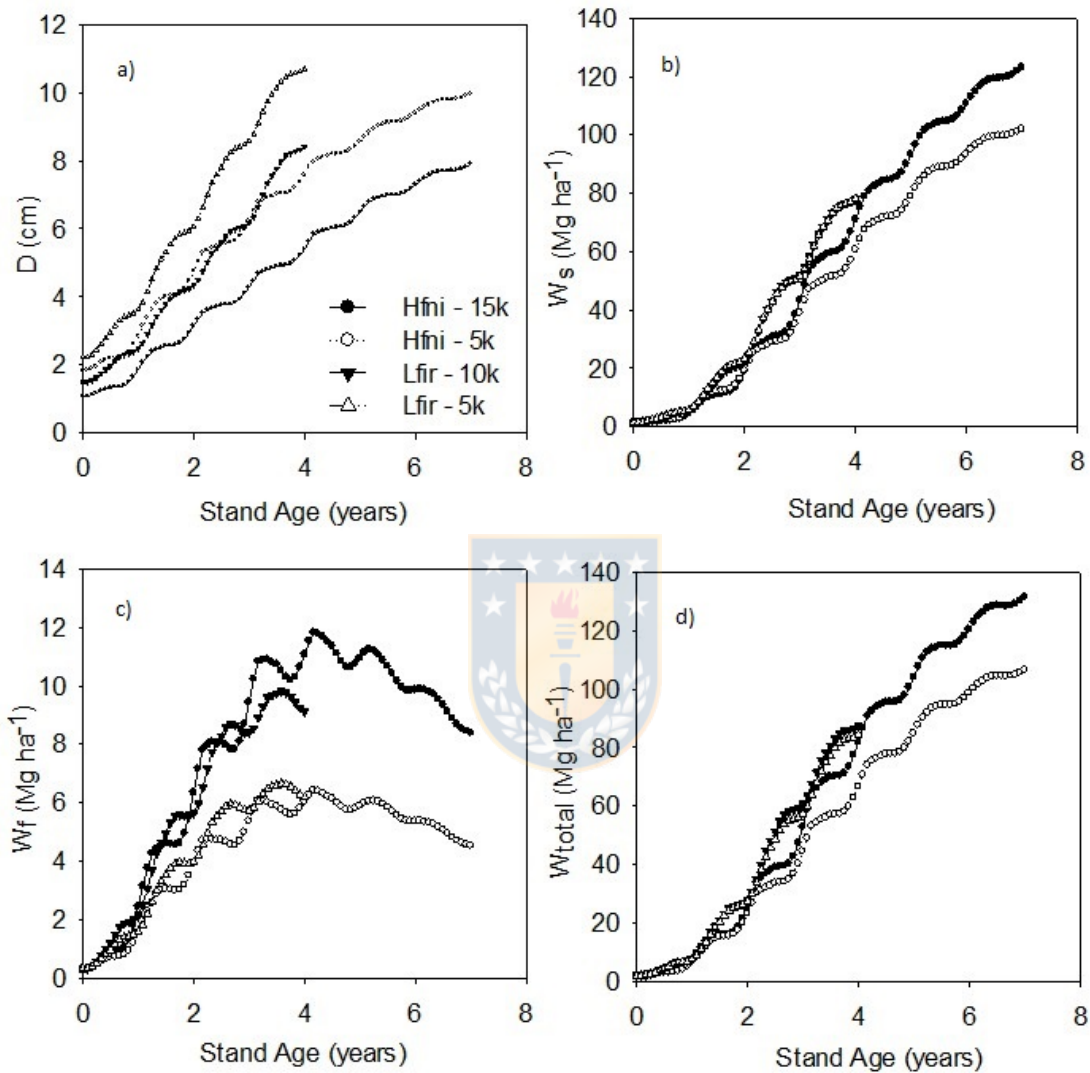 a)
12
10
8
6
4
2
0
D (cm)
0 2 4 6 8
Stand Age (years)
Hfni - 15k
Hfni - 5k
Lfir - 10k
Lfir - 5k
b)
140
120
100
80
60
40
20
0
Ws (Mg ha⁻¹)
0 2 4 6 8
Stand Age (years)
c)
14
12
10
8
6
4
2
0
Wf (Mg ha⁻¹)
0 2 4 6 8
Stand Age (years)
d)
140
120
100
80
60
40
20
0
Wtotal (Mg ha⁻¹)
0 2 4 6 8
Stand Age (years)